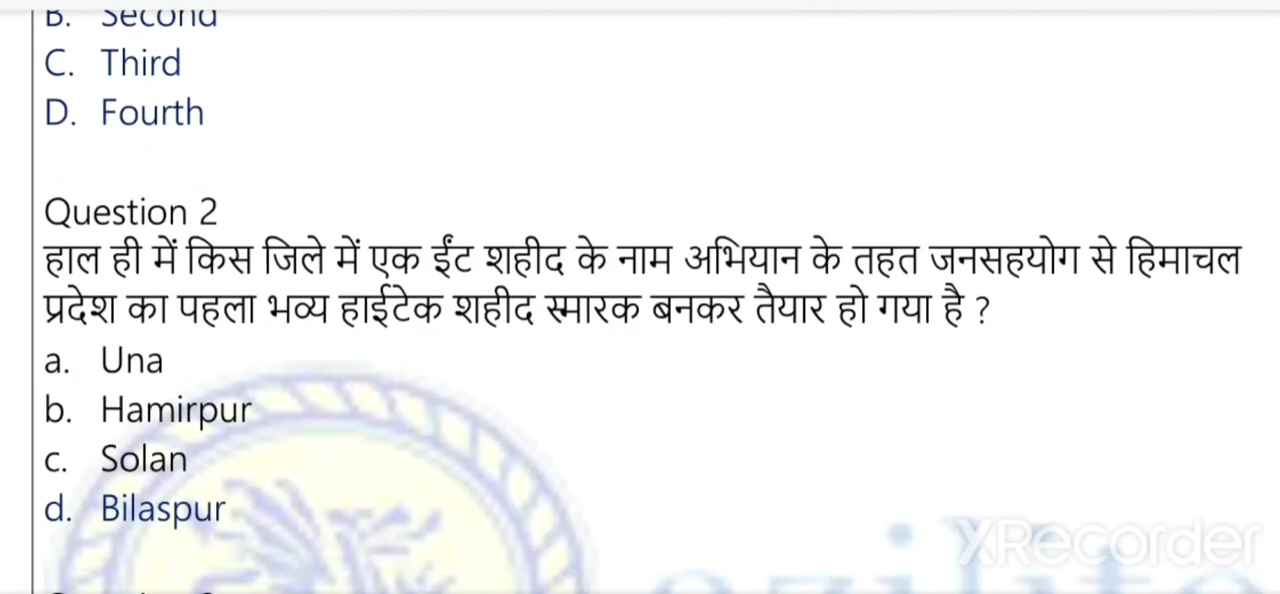 B. Second
C. Third
D. Fourth
Question 2
हाल ही में किस जिले में एक ईंट शहीद के नाम अभियान के तहत जनसहयोग से हिमाचल
प्रदेश का पहला भव्य हाईटेक शहीद स्मारक बनकर तैयार हो गया है ?
a. Una
b. Hamirpur
c. Solan
d. Bilaspur
XRecorder